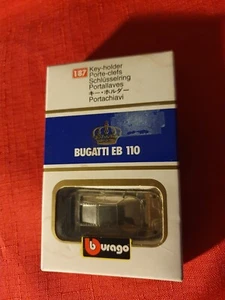 1:87
Key-holder
Porte-clefs
Schlüsselring
Portallaves
キー・ホルダー
Portachiavi
BUGATTI EB 110
burago